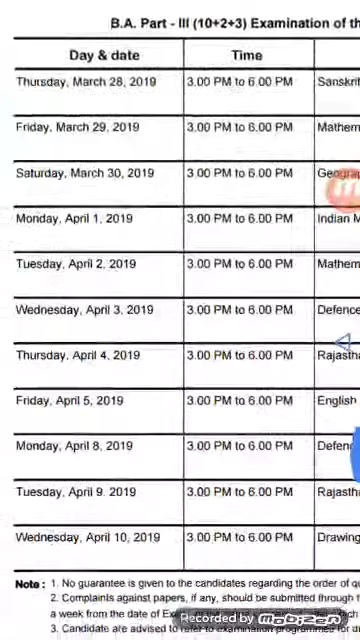 B.A. Part - III (10+2+3) Examination of
Day & date Time
Thursday, March 28, 2019 3.00 PM to 6.00 PM Sanskrit
Friday, March 29, 2019 3.00 PM to 6.00 PM Mathem
Saturday, March 30, 2019 3.00 PM to 6.00 PM
Monday, April 1, 2019 3.00 PM to 6.00 PM Indian M
Tuesday, April 2, 2019 3.00 PM to 6.00 PM Mathem
Wednesday, April 3, 2019 3.00 PM to 6.00 PM Defence
Thursday, April 4, 2019 3.00 PM to 6.00 PM Rajastha
Friday, April 5, 2019 3.00 PM to 6.00 PM English
Monday, April 8, 2019 3.00 PM to 6.00 PM Defen
Tuesday, April 9, 2019 3.00 PM to 6.00 PM Rajastha
Wednesday, April 10, 2019 3.00 PM to 6.00 PM Drawing
Note : 1. No guarantee is given to the candidates regarding the order of
2. Complaints against papers, if any, should be submitted through
a week from the date of
3. Candidate are advised to refer to examination programmed for
Recorded by mobizen